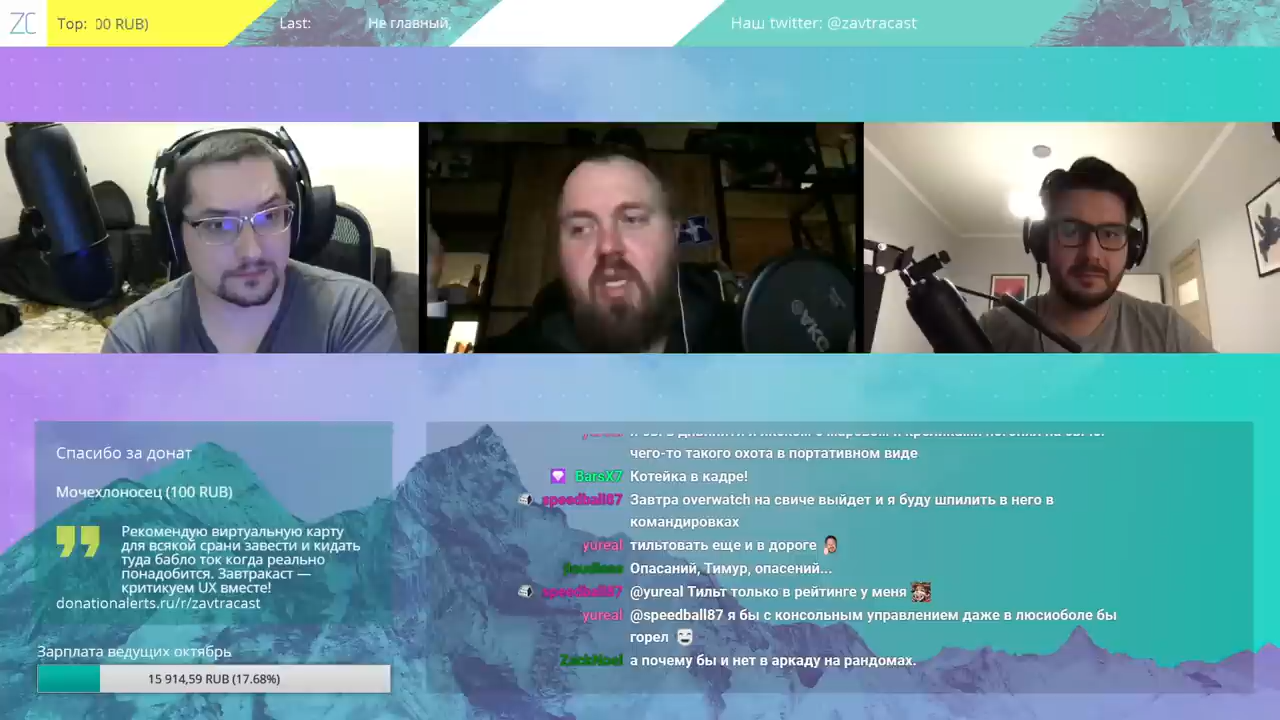 ZC
Top: 00 RUB)
Last:
Не главный,
Наш twitter: @zavtracast
Спасибо за донат
Мочехлоносец (100 RUB)
Рекомендую виртуальную карту
для всякой срани завести и кидать
туда бабло ток когда реально
понадобится. Завтракаст —
критикуем UX вместе!
donationalerts.ru/r/zavtracast
Зарплата ведущих октябрь
15 914,59 RUB (17.68%)
чего-то такого охота в портативном виде
BarsX7 Котейка в кадре!
speedball87 Завтра overwatch на свиче выйдет и я буду шпилить в него в
командировках
yureal тильтовать еще и в дороге
Опасаний, Тимур, опасений...
speedball87 @yureal Тильт только в рейтинге у меня
yureal @speedball87 я бы с консольным управлением даже в люсиоболе бы
горел
а почему бы и нет в аркаду на рандомах.